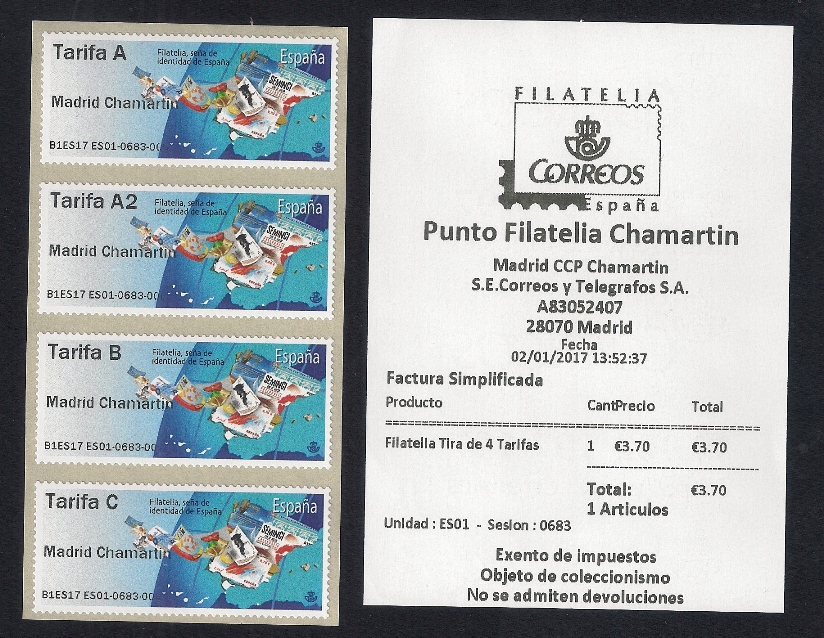 Tarifa A
Filatelia, seña de
identidad de España
España
Madrid Chamartin
B1ES17 ES01-0683-00
Tarifa A2
Filatelia, seña de
identidad de España
España
Madrid Chamartin
B1ES17 ES01-0683-00
Tarifa B
Filatelia, seña de
identidad de España
España
Madrid Chamartin
B1ES17 ES01-0683-00
Tarifa C
Filatelia, seña de
identidad de España
España
Madrid Chamartin
B1ES17 ES01-0683-00
FILATELIA
CORREOS
España
Punto Filatelia Chamartin
Madrid CCP Chamartin
S.E.Correos y Telegrafos S.A.
A83052407
28070 Madrid
Fecha
02/01/2017 13:52:37
Factura Simplificada
Producto CantPrecio Total
Filatelia Tira de 4 Tarifas 1 €3.70 €3.70
Total: €3.70
1 Articulos
Unidad : ES01 - Sesion : 0683
Exento de impuestos
Objeto de coleccionismo
No se admiten devoluciones